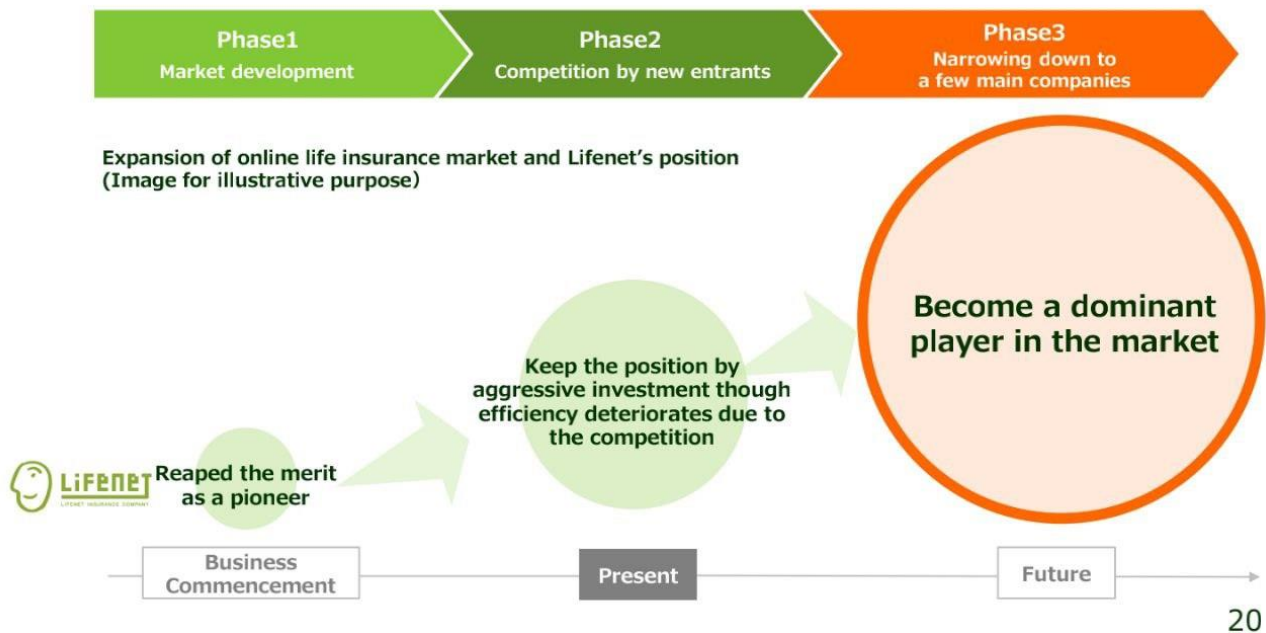 Phase1
Market development
Phase2
Competition by new entrants
Phase3
Narrowing down to
a few main companies
Expansion of online life insurance market and Lifenet’s position
(Image for illustrative purpose)
Become a dominant
player in the market
Keep the position by
aggressive investment though
efficiency deteriorates due to
the competition
LIFENET
LIFENET INSURANCE COMPANY
Reaped the merit
as a pioneer
Business
Commencement
Present
Future
20